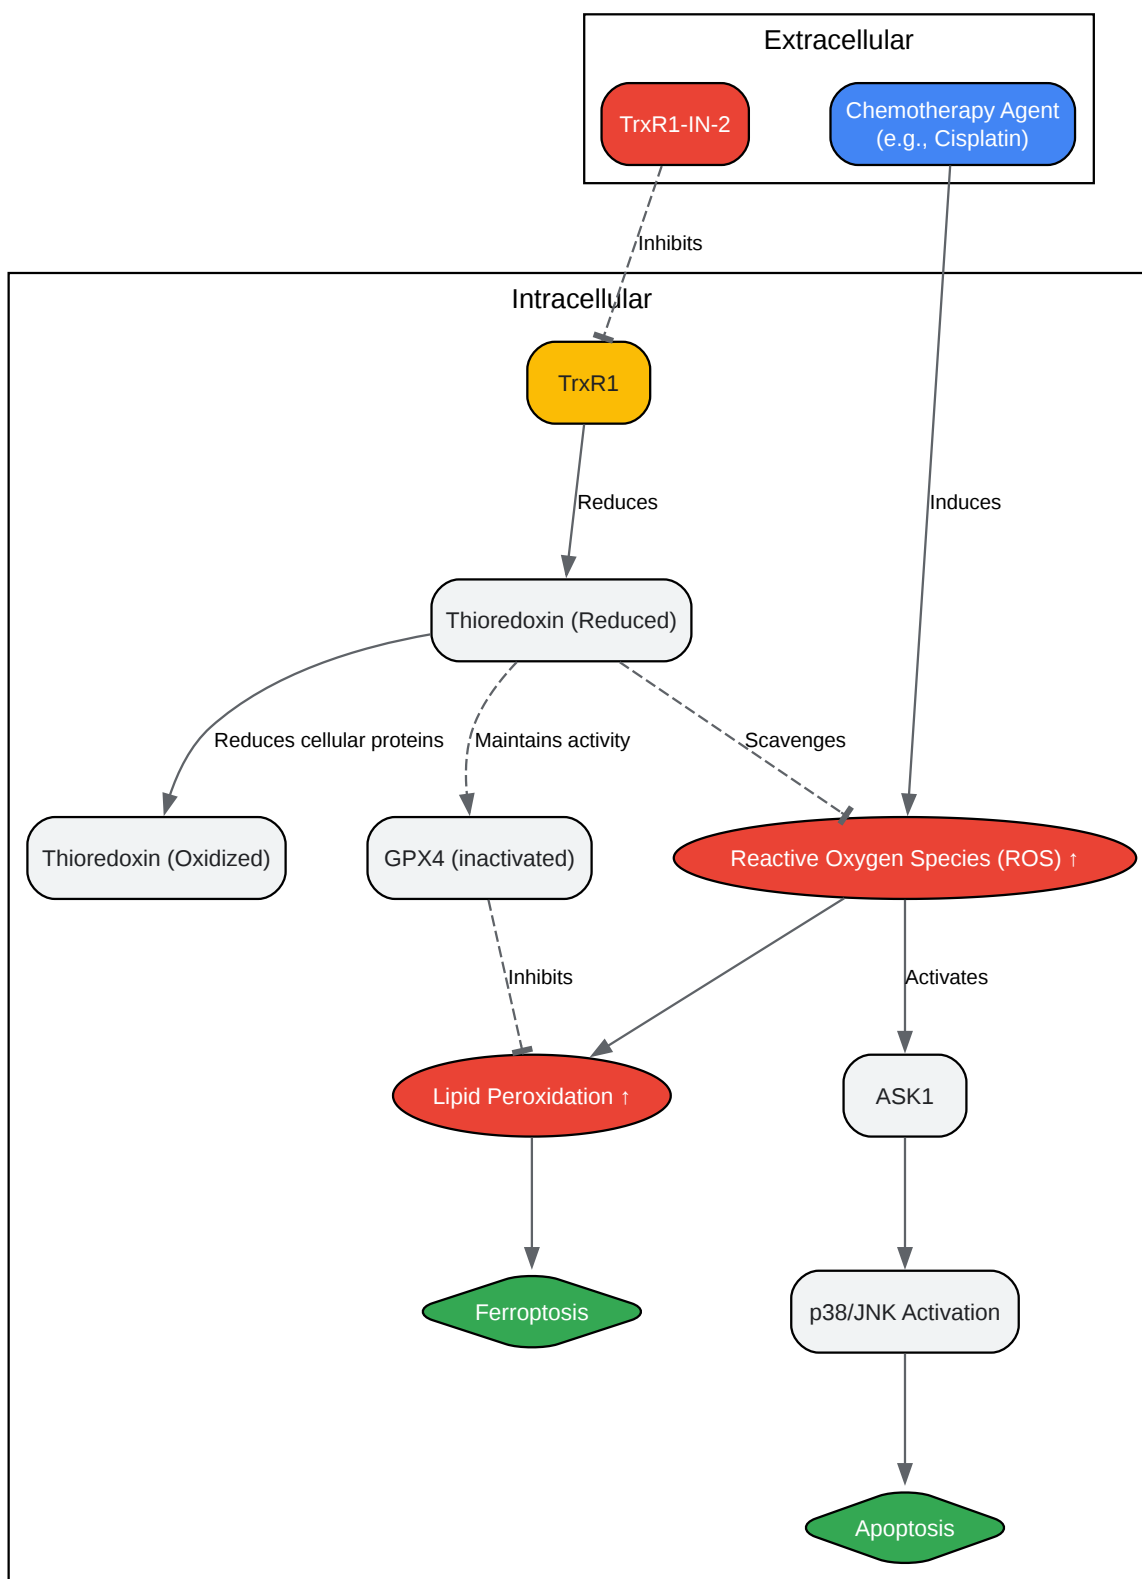 Extracellular
TrxR1-IN-2
Chemotherapy Agent
(e.g., Cisplatin)
Inhibits
Intracellular
TrxR1
Reduces
Induces
Thioredoxin (Reduced)
Reduces cellular proteins
Maintains activity
Scavenges
Thioredoxin (Oxidized)
GPX4 (inactivated)
Reactive Oxygen Species (ROS) ↑
Inhibits
Activates
Lipid Peroxidation ↑
ASK1
Ferroptosis
p38/JNK Activation
Apoptosis